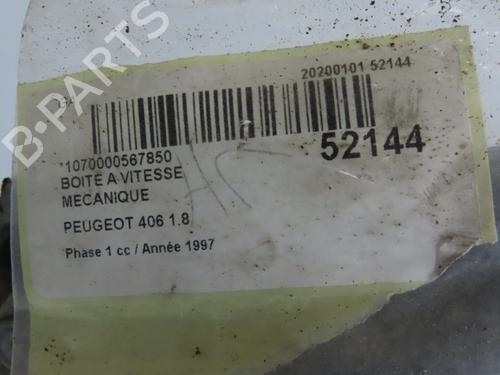 20200101 52144
*1070000567850
52144
BOITE A VITESSE
MECANIQUE
PEUGEOT 406 1.8
Phase 1 cc / Année 1997
B-PARTS